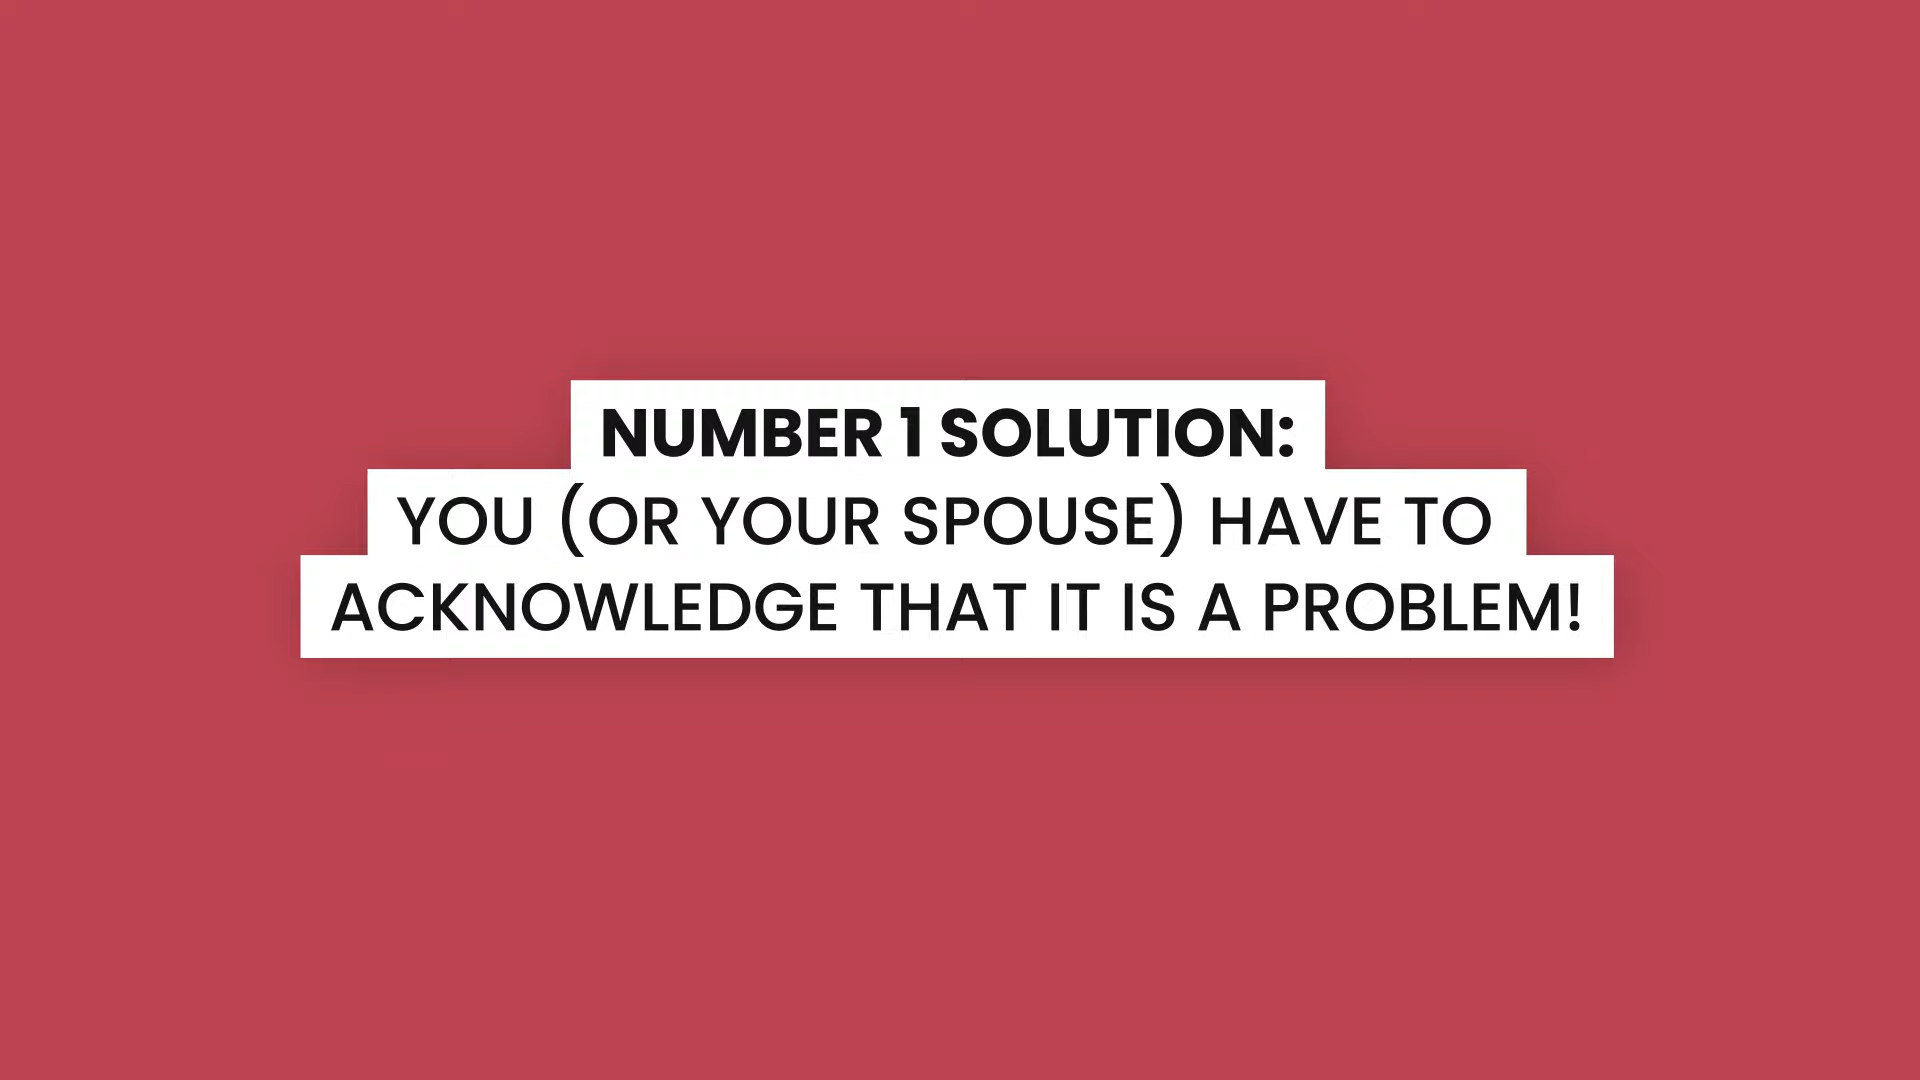 NUMBER 1 SOLUTION:
YOU (OR YOUR SPOUSE) HAVE TO
ACKNOWLEDGE THAT IT IS A PROBLEM!